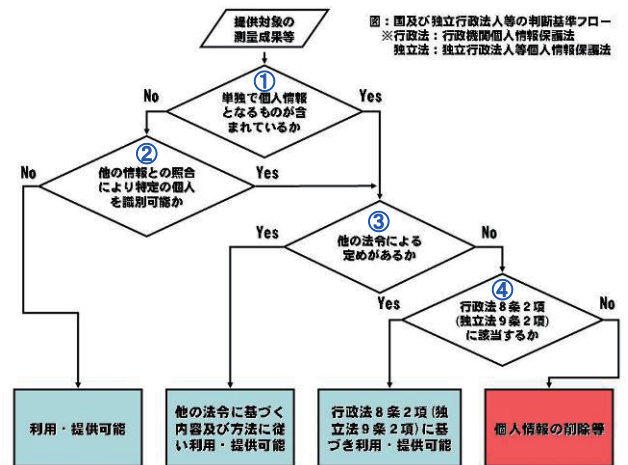 提供対象の
測量成果等
図：国及び独立行政法人等の判断基準フロー
※行政法：行政機関個人情報保護法
独立法：独立行政法人等個人情報保護法
①
単独で個人情報
となるものが含
まれているか
No
Yes
②
他の情報との照合
により特定の個人
を識別可能か
No
Yes
③
他の法令による
定めがあるか
Yes
No
④
行政法８条２項
(独立法９条２項)
に該当するか
Yes
No
利用・提供可能
他の法令に基づく
内容及び方法に従
い利用・提供可能
行政法８条２項(独
立法９条２項)に基
づき利用・提供可能
個人情報の削除等